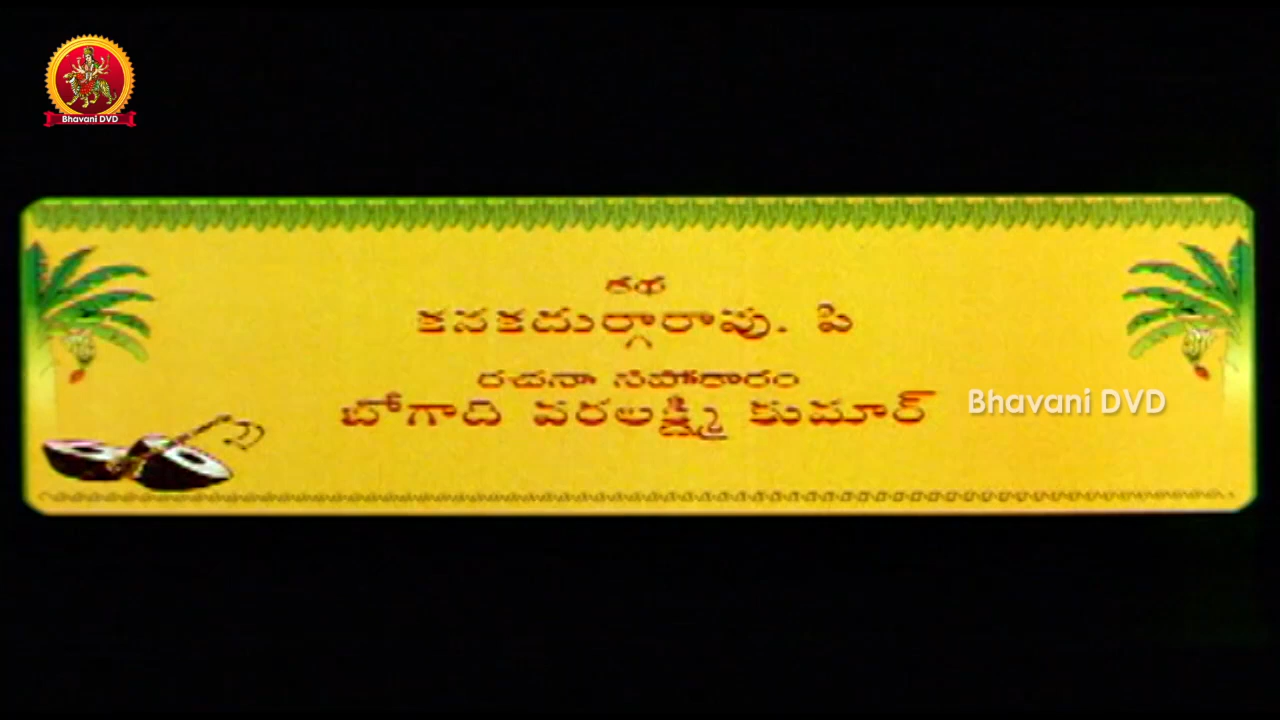 Bhavani DVD
కథ
కనకదుర్గారావు. పి
రచనా సహకారం
బోగాది వరలక్ష్మి కుమార్
Bhavani DVD